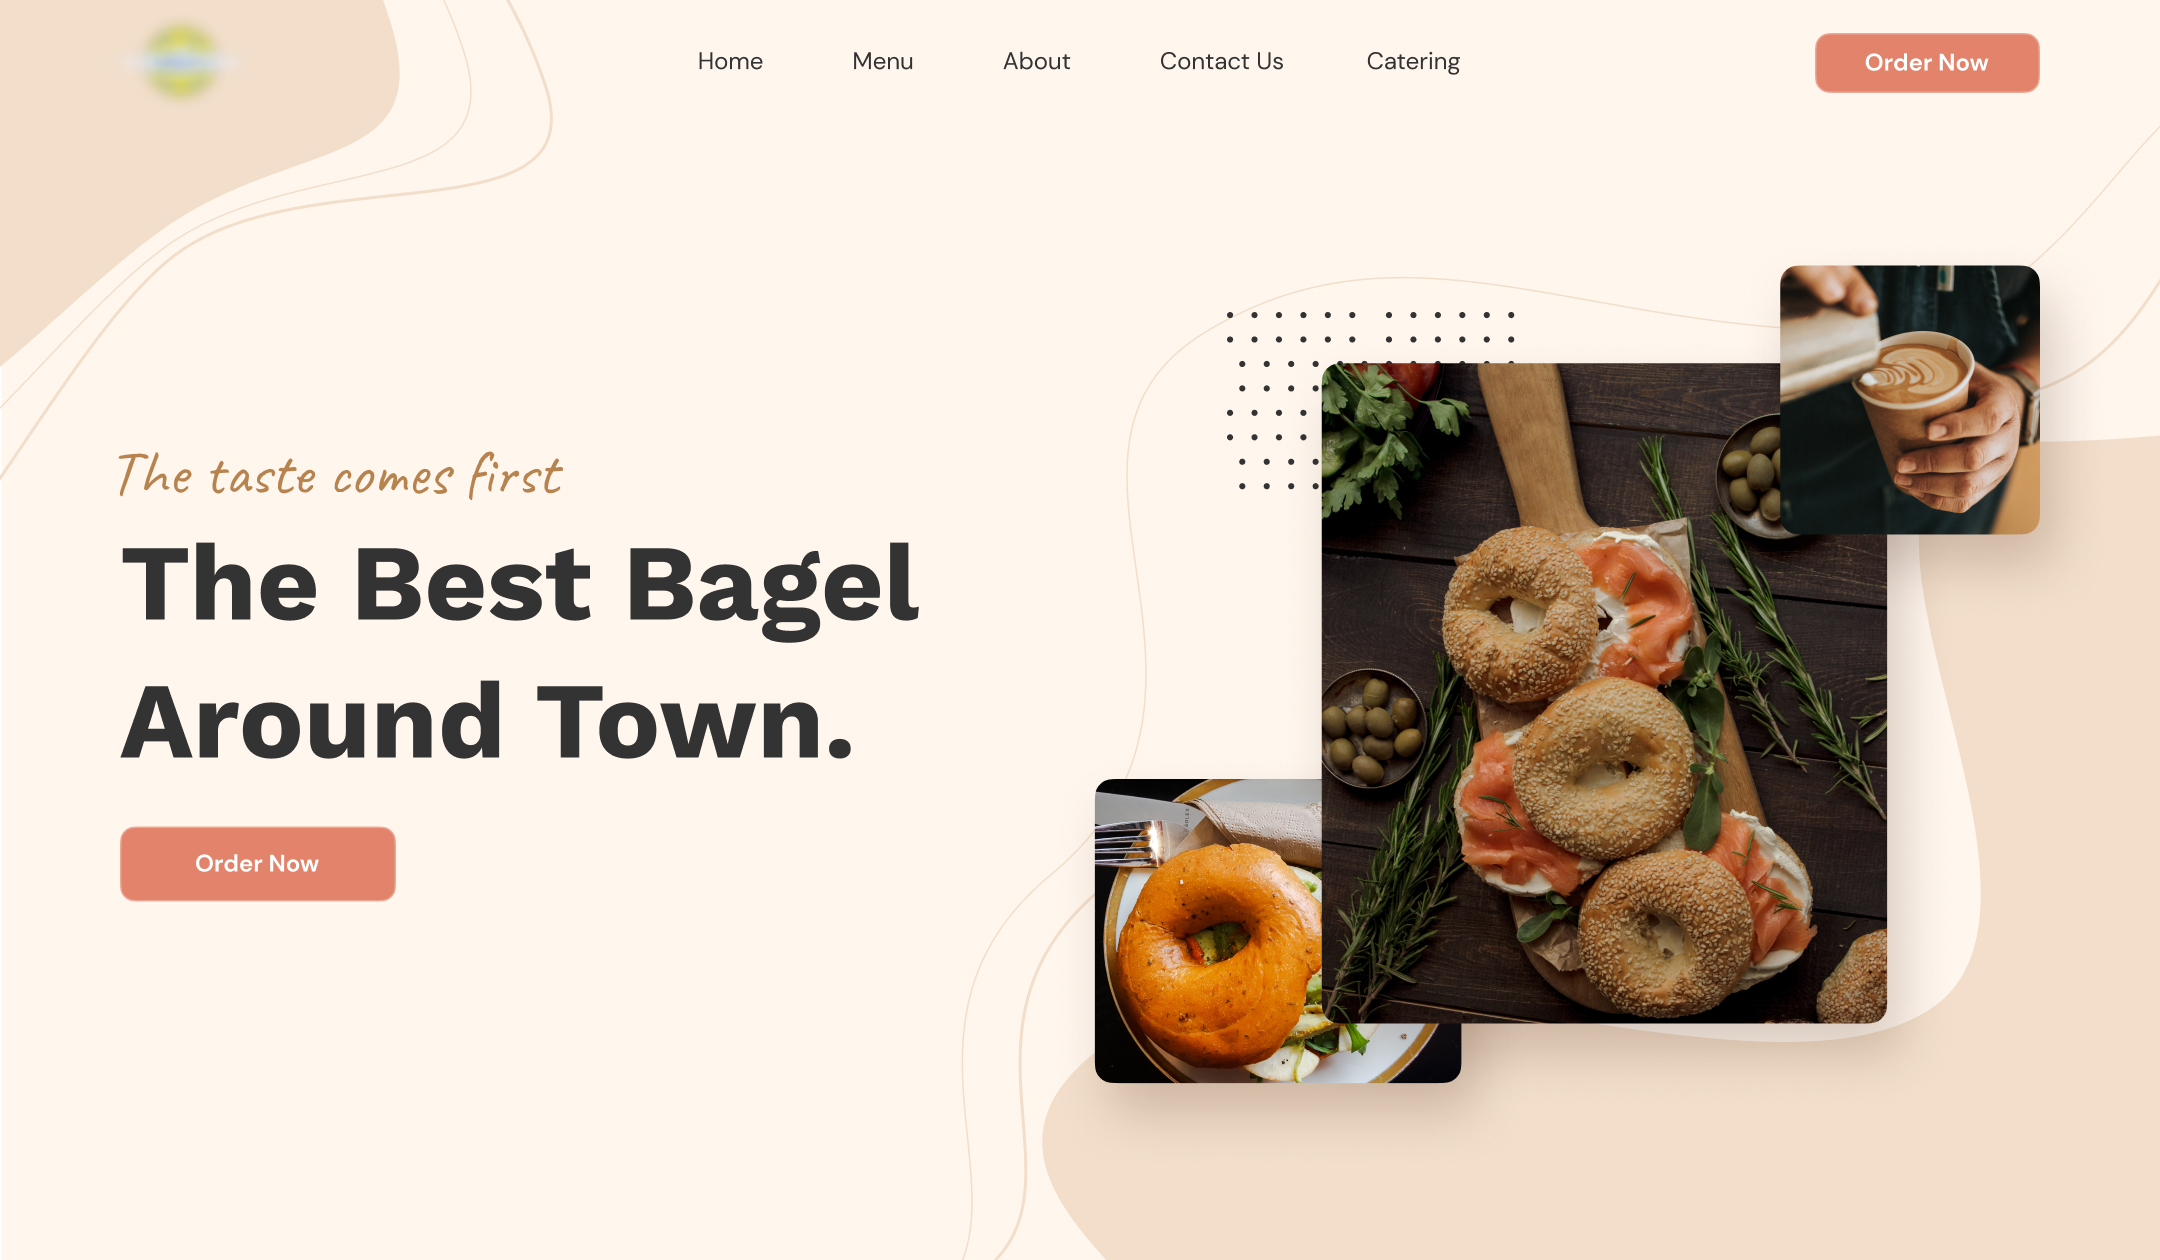 Home Menu About Contact Us Catering Order Now
The taste comes first
The Best Bagel
Around Town.
Order Now